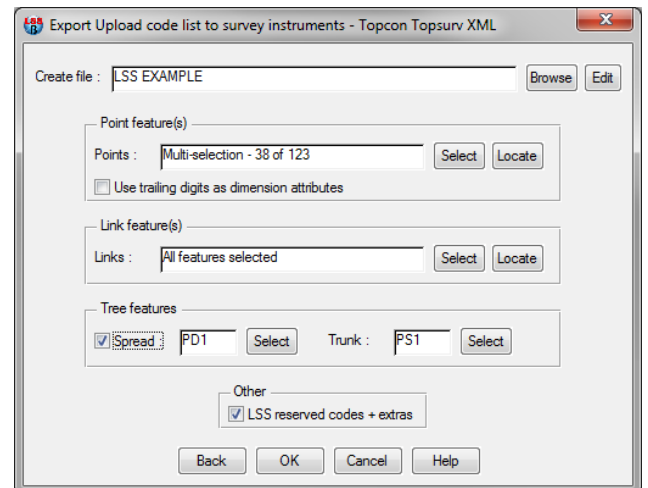 LSS
Export Upload code list to survey instruments - Topcon Topsurv XML
Create file : LSS EXAMPLE Browse Edit
Point feature(s)
Points : Multi-selection - 38 of 123 Select Locate
Use trailing digits as dimension attributes
Link feature(s)
Links : All features selected Select Locate
Tree features
Spread : PD1 Select Trunk : PS1 Select
Other
LSS reserved codes + extras
Back OK Cancel Help